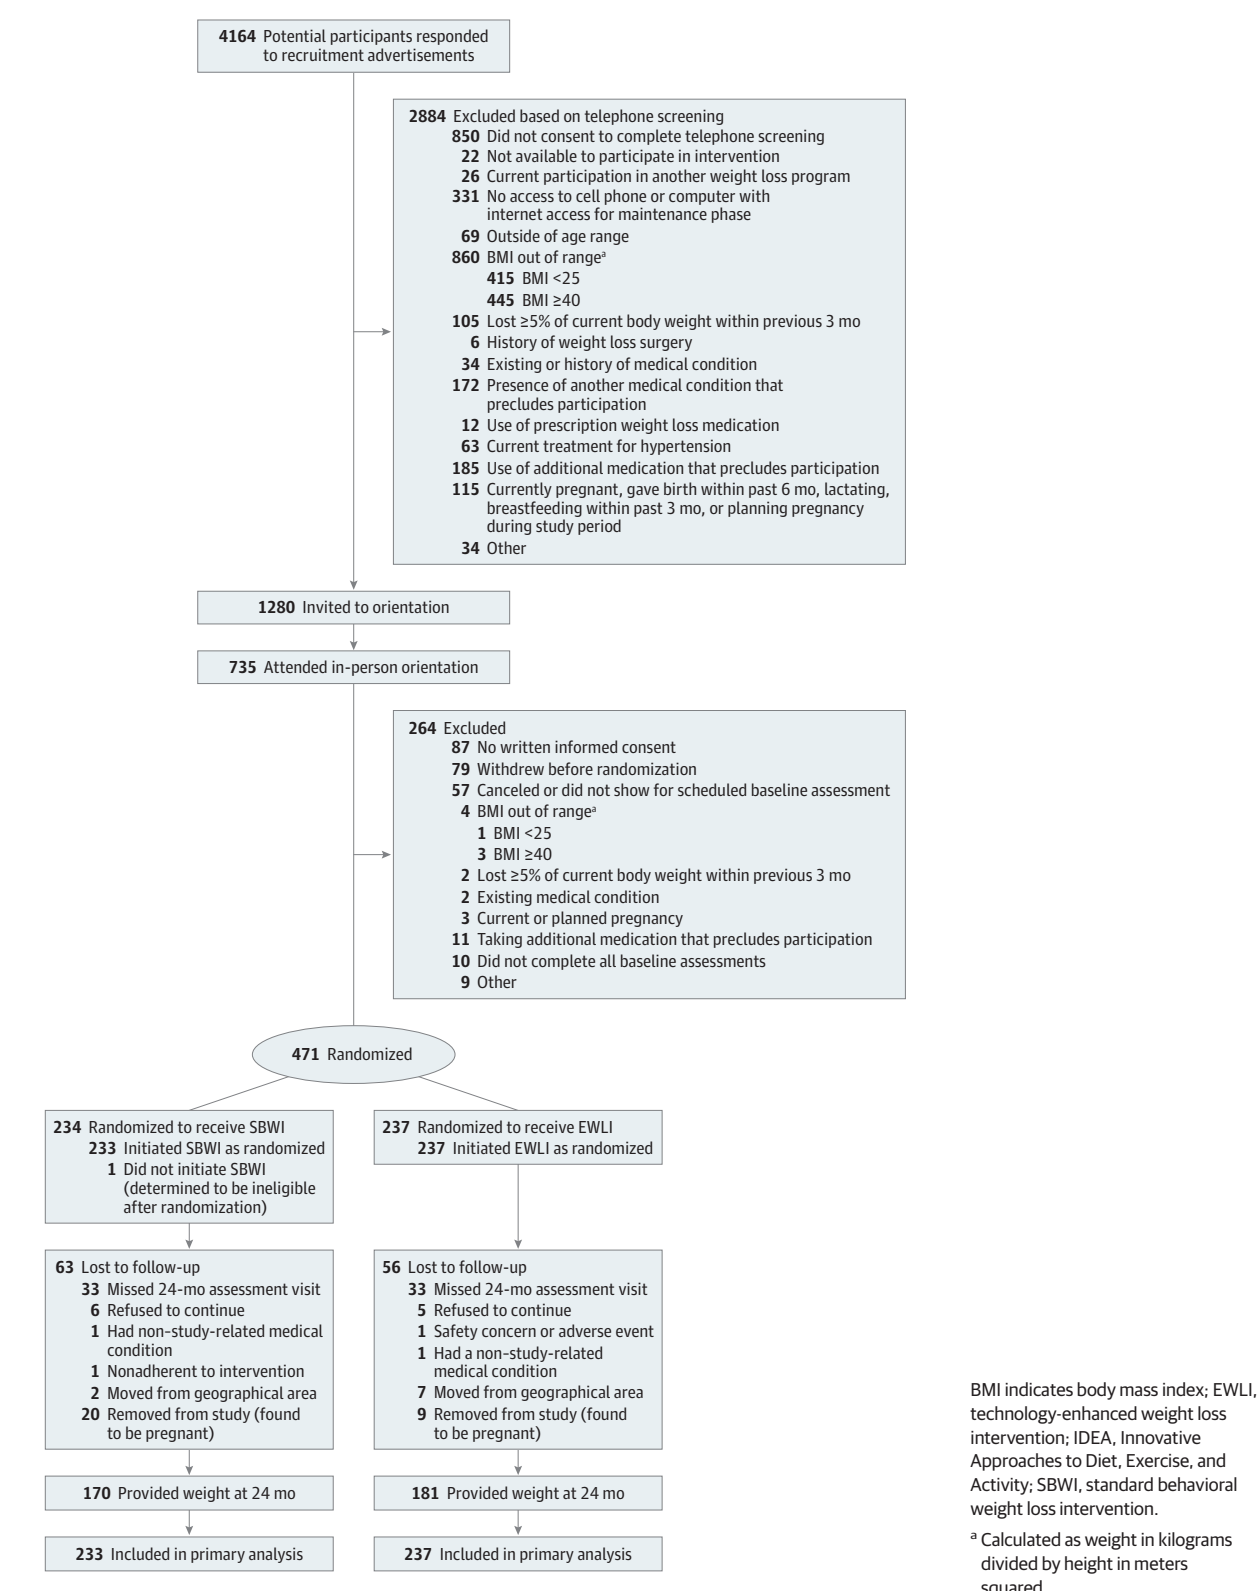 4164 Potential participants responded
to recruitment advertisements
2884 Excluded based on telephone screening
850 Did not consent to complete telephone screening
22 Not available to participate in intervention
26 Current participation in another weight loss program
331 No access to cell phone or computer with
internet access for maintenance phase
69 Outside of age range
860 BMI out of rangeᵃ
415 BMI <25
445 BMI ≥40
105 Lost ≥5% of current body weight within previous 3 mo
6 History of weight loss surgery
34 Existing or history of medical condition
172 Presence of another medical condition that
precludes participation
12 Use of prescription weight loss medication
63 Current treatment for hypertension
185 Use of additional medication that precludes participation
115 Currently pregnant, gave birth within past 6 mo, lactating,
breastfeeding within past 3 mo, or planning pregnancy
during study period
34 Other
1280 Invited to orientation
735 Attended in-person orientation
264 Excluded
87 No written informed consent
79 Withdrew before randomization
57 Canceled or did not show for scheduled baseline assessment
4 BMI out of rangeᵃ
1 BMI <25
3 BMI ≥40
2 Lost ≥5% of current body weight within previous 3 mo
2 Existing medical condition
3 Current or planned pregnancy
11 Taking additional medication that precludes participation
10 Did not complete all baseline assessments
9 Other
471 Randomized
234 Randomized to receive SBWI
233 Initiated SBWI as randomized
1 Did not initiate SBWI
(determined to be ineligible
after randomization)
237 Randomized to receive EWLI
237 Initiated EWLI as randomized
63 Lost to follow-up
33 Missed 24-mo assessment visit
6 Refused to continue
1 Had non–study-related medical
condition
1 Nonadherent to intervention
2 Moved from geographical area
20 Removed from study (found
to be pregnant)
56 Lost to follow-up
33 Missed 24-mo assessment visit
5 Refused to continue
1 Safety concern or adverse event
1 Had a non–study-related
medical condition
7 Moved from geographical area
9 Removed from study (found
to be pregnant)
170 Provided weight at 24 mo
181 Provided weight at 24 mo
233 Included in primary analysis
237 Included in primary analysis
BMI indicates body mass index; EWLI,
technology-enhanced weight loss
intervention; IDEA, Innovative
Approaches to Diet, Exercise, and
Activity; SBWI, standard behavioral
weight loss intervention.
ᵃ Calculated as weight in kilograms
divided by height in meters
squared